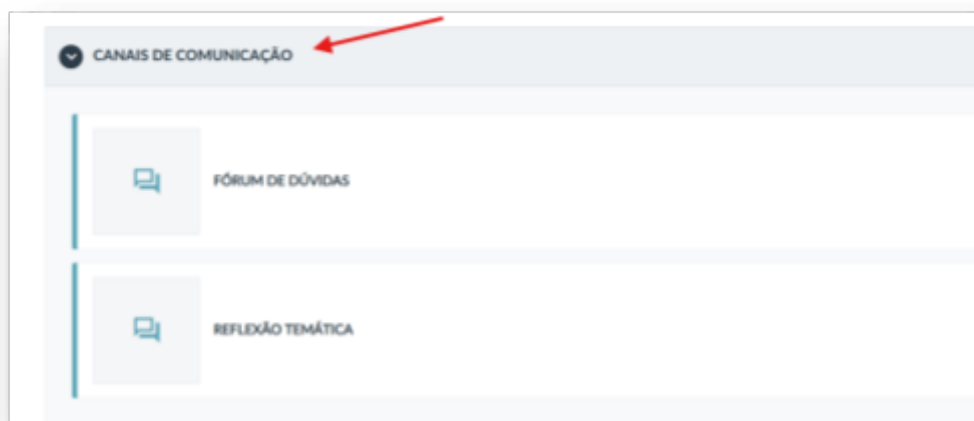 CANAIS DE COMUNICAÇÃO
FÓRUM DE DÚVIDAS
REFLEXÃO TEMÁTICA